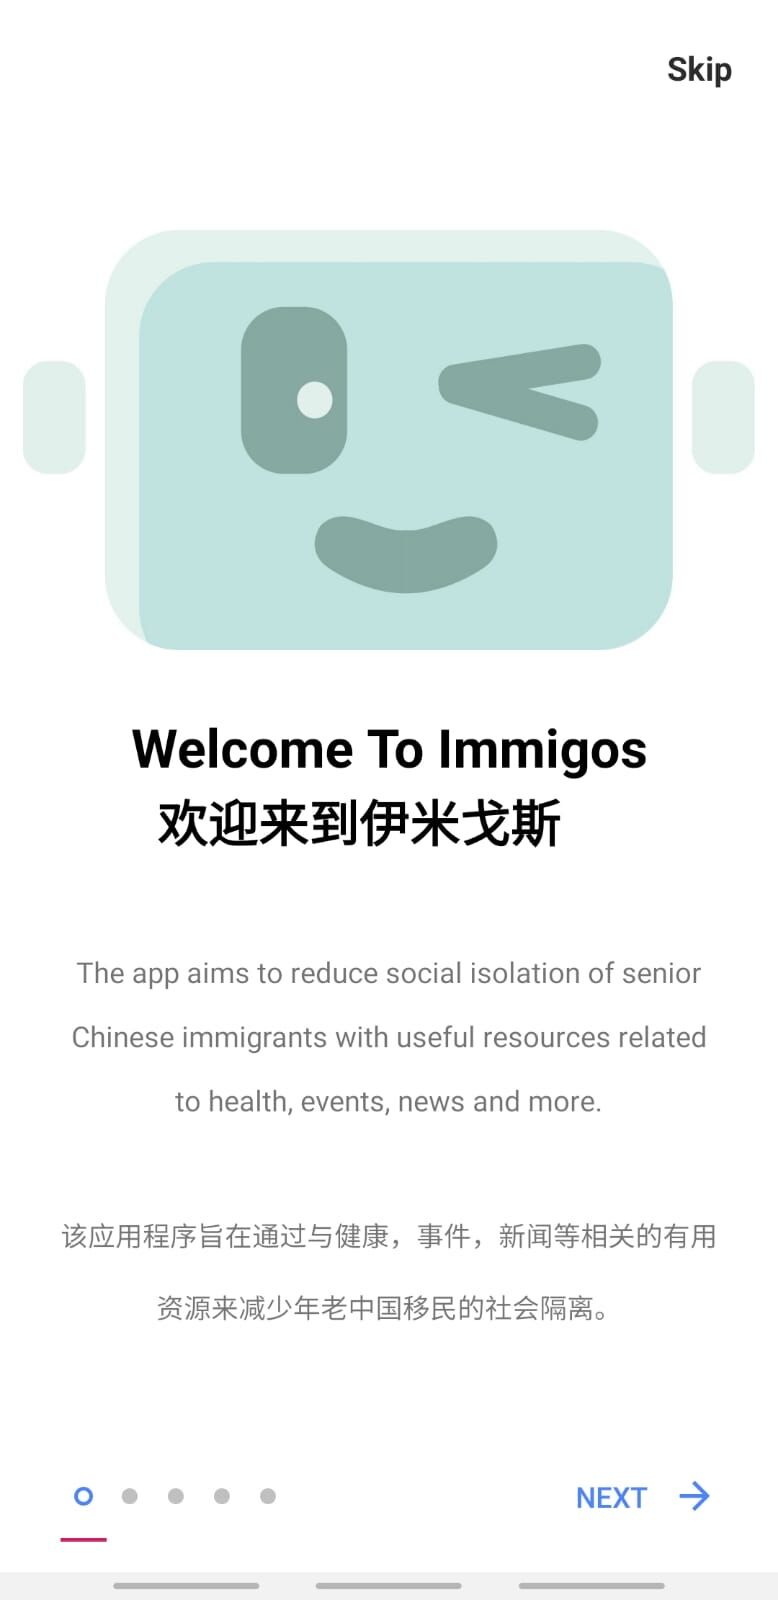 Skip
Welcome To Immigos
欢迎来到伊米戈斯
The app aims to reduce social isolation of senior
Chinese immigrants with useful resources related
to health, events, news and more.
该应用程序旨在通过与健康，事件，新闻等相关的有用
资源来减少年老中国移民的社会隔离。
NEXT